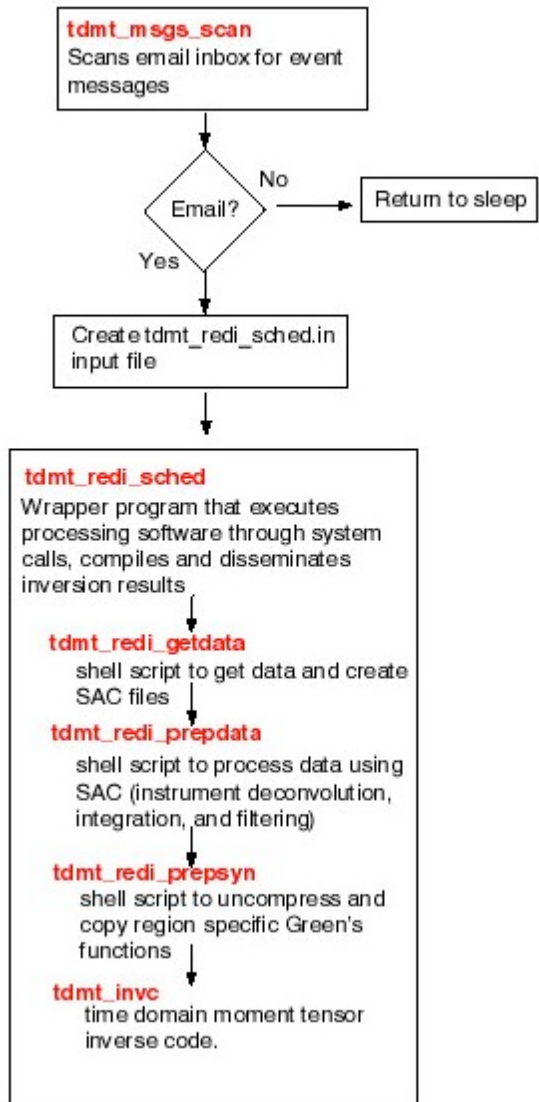 tdmt_msgs_scan
Scans email inbox for event
messages
No
Email?
Return to sleep
Yes
Create tdmt_redi_sched.in
input file
tdmt_redi_sched
Wrapper program that executes
processing software through system
calls, compiles and disseminates
inversion results
tdmt_redi_getdata
shell script to get data and create
SAC files
tdmt_redi_prepdata
shell script to process data using
SAC (instrument deconvolution,
integration, and filtering)
tdmt_redi_prepsyn
shell script to uncompress and
copy region specific Green's
functions
tdmt_invc
time domain moment tensor
inverse code.